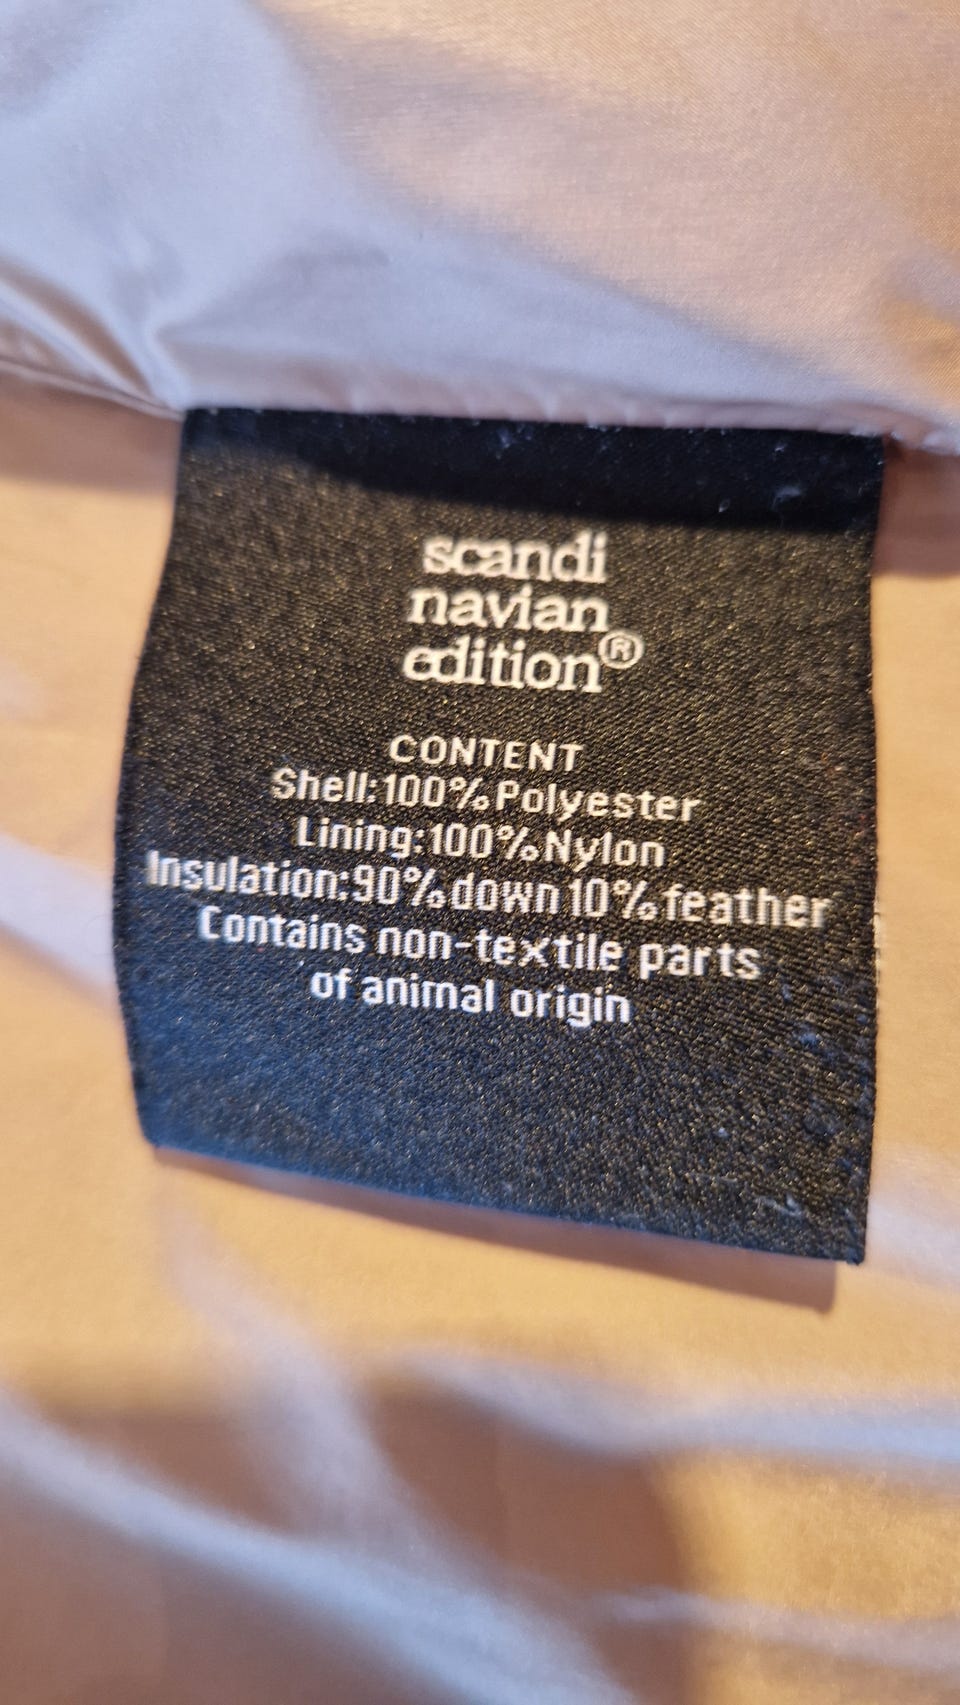 scandi
navian
edition®
CONTENT
Shell:100%Polyester
Lining:100%Nylon
Insulation:90%down 10%feather
Contains non-textile parts
of animal origin